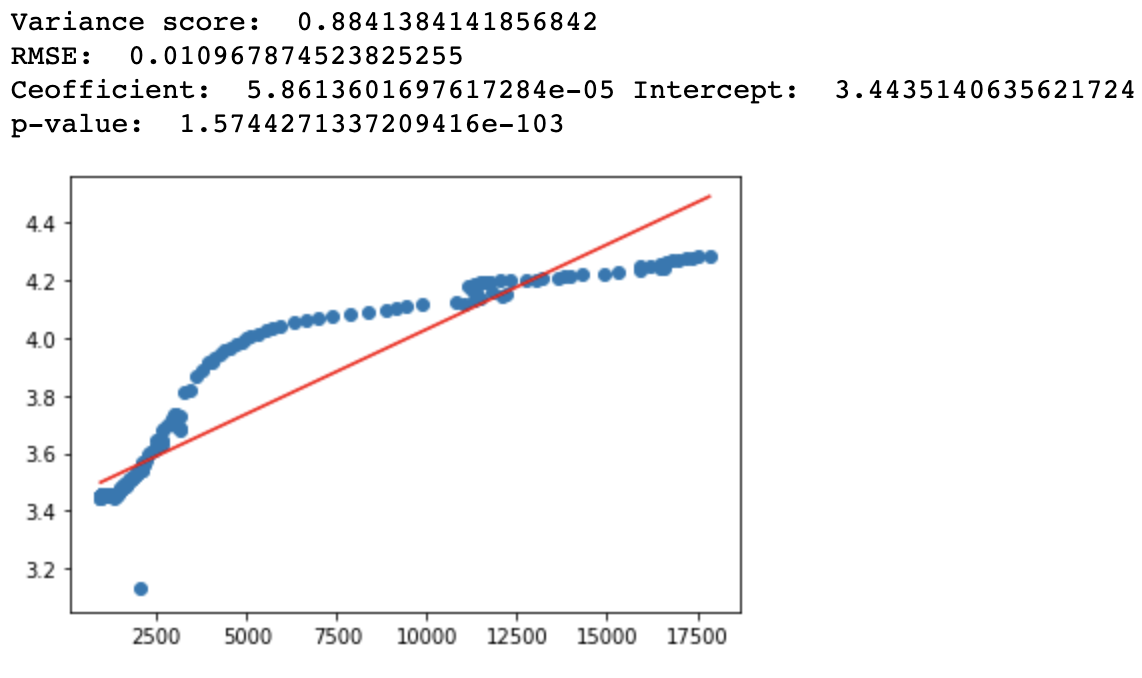 Variance score:  0.8841384141856842
RMSE:  0.010967874523825255
Ceofficient:  5.8613601697617284e-05 Intercept:  3.4435140635621724
p-value:  1.5744271337209416e-103
4.4
4.2
4.0
3.8
3.6
3.4
3.2
2500 5000 7500 10000 12500 15000 17500